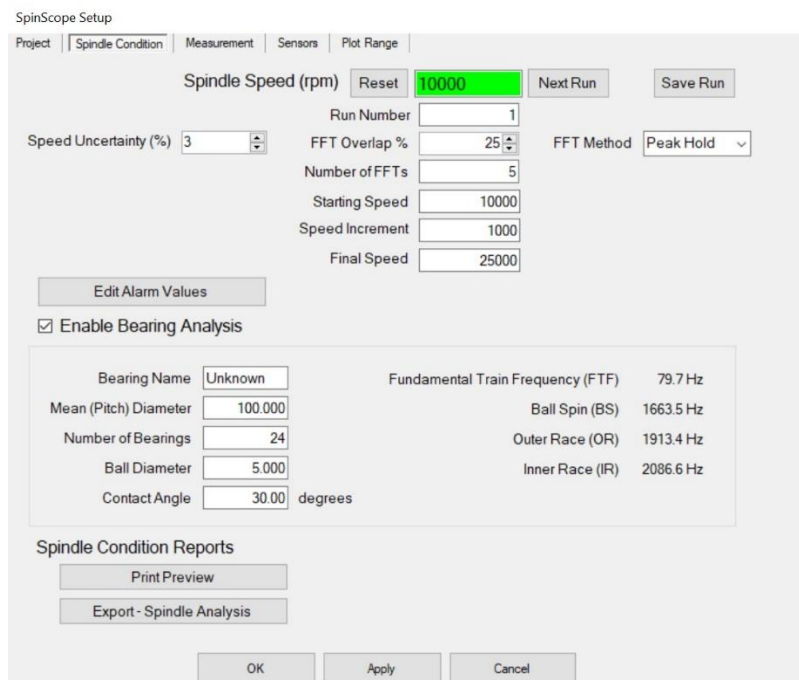 SpinScope Setup
Project Spindle Condition Measurement Sensors Plot Range
Spindle Speed (rpm) Reset 10000 Next Run Save Run
Run Number 1
Speed Uncertainty (%) 3 FFT Overlap % 25 FFT Method Peak Hold
Number of FFTs 5
Starting Speed 10000
Speed Increment 1000
Final Speed 25000
Edit Alarm Values
Enable Bearing Analysis
Bearing Name Unknown Fundamental Train Frequency (FTF) 79.7 Hz
Mean (Pitch) Diameter 100.000 Ball Spin (BS) 1663.5 Hz
Number of Bearings 24 Outer Race (OR) 1913.4 Hz
Ball Diameter 5.000 Inner Race (IR) 2086.6 Hz
Contact Angle 30.00 degrees
Spindle Condition Reports
Print Preview
Export - Spindle Analysis
OK Apply Cancel